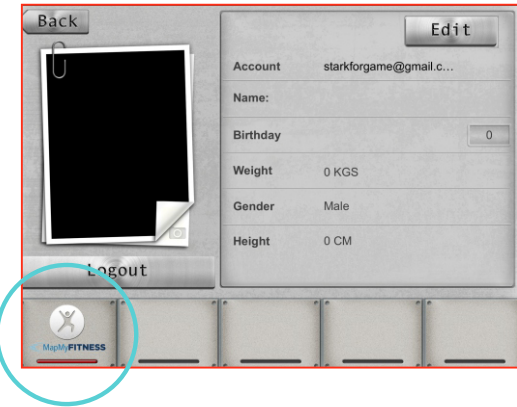 Back
Edit
Account starkforgame@gmail.c...
Name:
Birthday 0
Weight 0 KGS
Gender Male
Height 0 CM
Logout
MapMyFITNESS